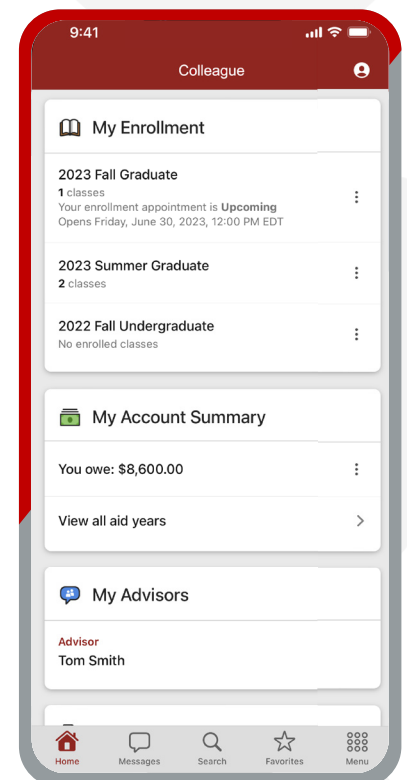 9:41
Colleague
My Enrollment
2023 Fall Graduate
1 classes
Your enrollment appointment is Upcoming
Opens Friday, June 30, 2023, 12:00 PM EDT
2023 Summer Graduate
2 classes
2022 Fall Undergraduate
No enrolled classes
My Account Summary
You owe: $8,600.00
View all aid years
My Advisors
Advisor
Tom Smith
Home
Messages
Search
Favorites
Menu